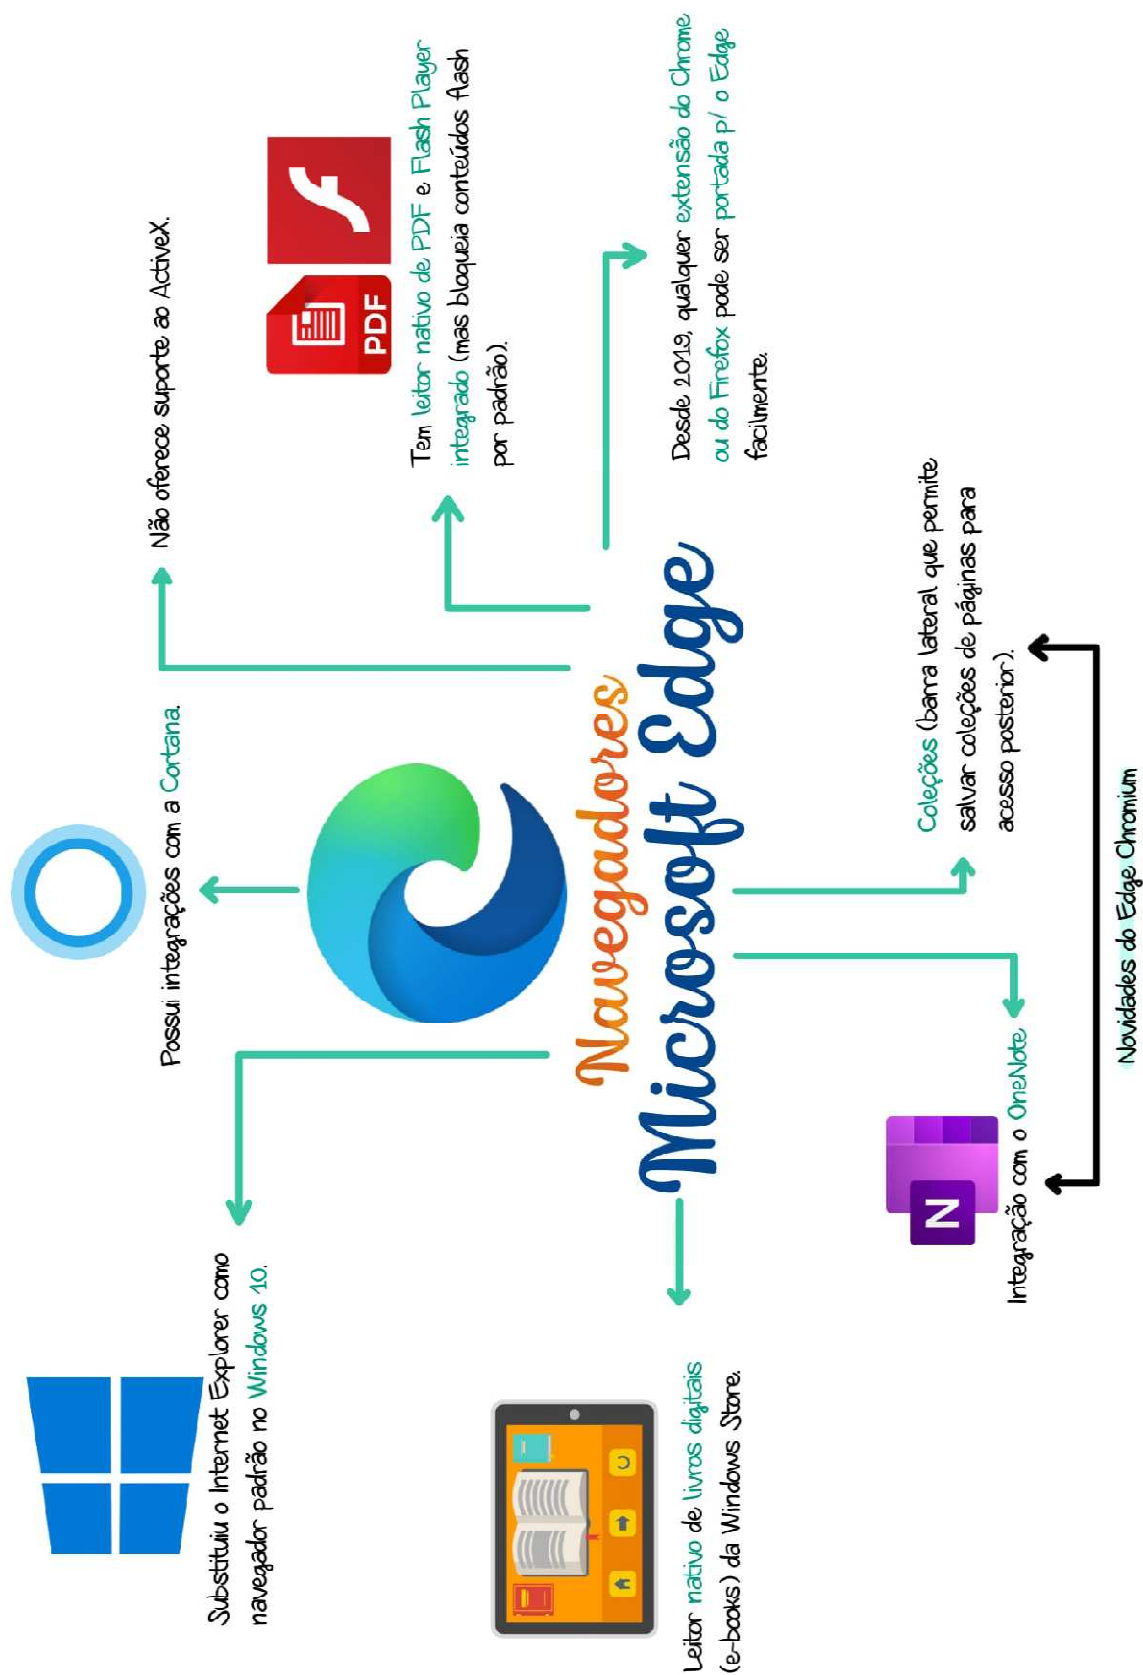 Navegadores
Microsoft Edge
Substituiu o Internet Explorer como
navegador padrão no Windows 10.
Possui integrações com a Cortana.
Não oferece suporte ao ActiveX.
PDF
Tem leitor nativo de PDF e Flash Player
integrado (mas bloqueia conteúdos flash
por padrão).
Desde 2019, qualquer extensão do Chrome
ou do Firefox pode ser portada p/ o Edge
facilmente.
Leitor nativo de livros digitais
(e-books) da Windows Store.
N
Integração com o OneNote
Coleções (barra lateral que permite
salvar coleções de páginas para
acesso posterior).
Novidades do Edge Chromium